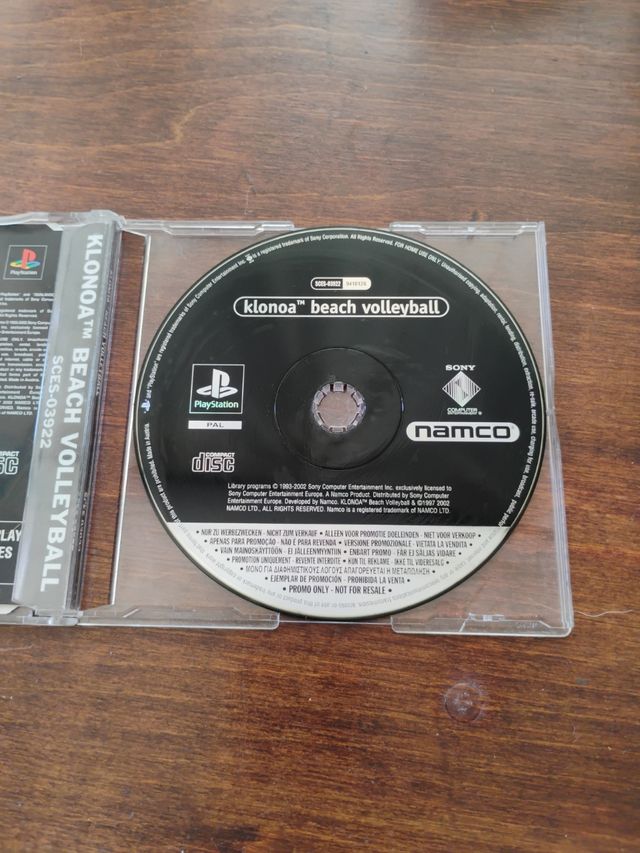 PlayStation
KLONOA™ BEACH VOLLEYBALL
SCES-03922
PLAY
ES
SCES-03922 9410126
klonoa™ beach volleyball
PlayStation
PAL
SONY
COMPUTER
namco
COMPACT
disc
Library programs © 1993-2002 Sony Computer Entertainment Inc. exclusively licensed to
Sony Computer Entertainment Europe. A Namco Product. Distributed by Sony Computer
Entertainment Europe. Developed by Namco. KLONOA™ Beach Volleyball & ©1997 2002
NAMCO LTD., ALL RIGHTS RESERVED. Namco is a registered trademark of NAMCO LTD.
• NUR ZU WERBEZWECKEN - NICHT ZUM VERKAUF • ALLEEN VOOR PROMOTIE DOELEINDEN - NIET VOOR VERKOOP •
• APENAS PARA PROMOÇÃO - NÃO É PARA REVENDA • VERSIONE PROMOZIONALE - VIETATA LA VENDITA •
• VAIN MAINOSKÄYTTÖÖN - EI JÄLLEENMYYNTIIN • ENBART PROMO - FÅR EJ SÄLJAS VIDARE •
• PROMOTION UNIQUEMENT - REVENTE INTERDITE • KUN TIL REKLAME - IKKE TIL VIDERESALG •
• ΜΟΝΟ ΓΙΑ ΔΙΑΦΗΜΙΣΤΙΚΟΥΣ ΛΟΓΟΥΣ ΑΠΑΓΟΡΕΥΕΤΑΙ Η ΜΕΤΑΠΩΛΗΣΗ •
• EJEMPLAR DE PROMOCIÓN - PROHIBIDA LA VENTA •
• PROMO ONLY - NOT FOR RESALE •